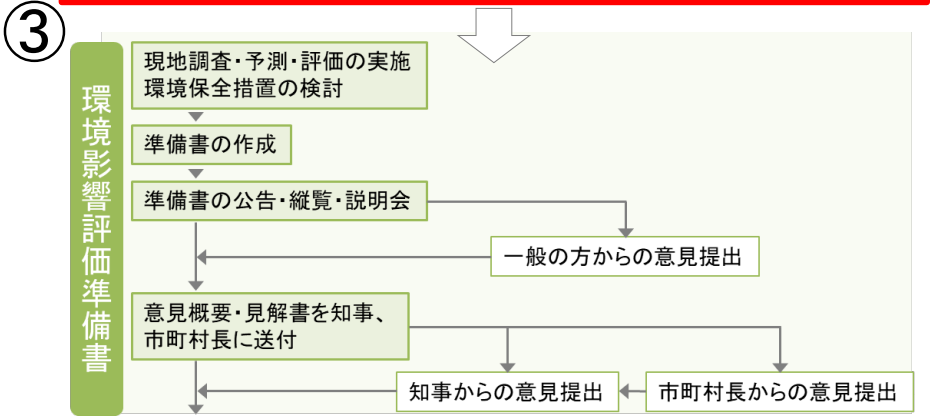 ③
環境影響評価準備書
現地調査・予測・評価の実施
環境保全措置の検討
準備書の作成
準備書の公告・縦覧・説明会
一般の方からの意見提出
意見概要・見解書を知事、
市町村長に送付
知事からの意見提出
市町村長からの意見提出